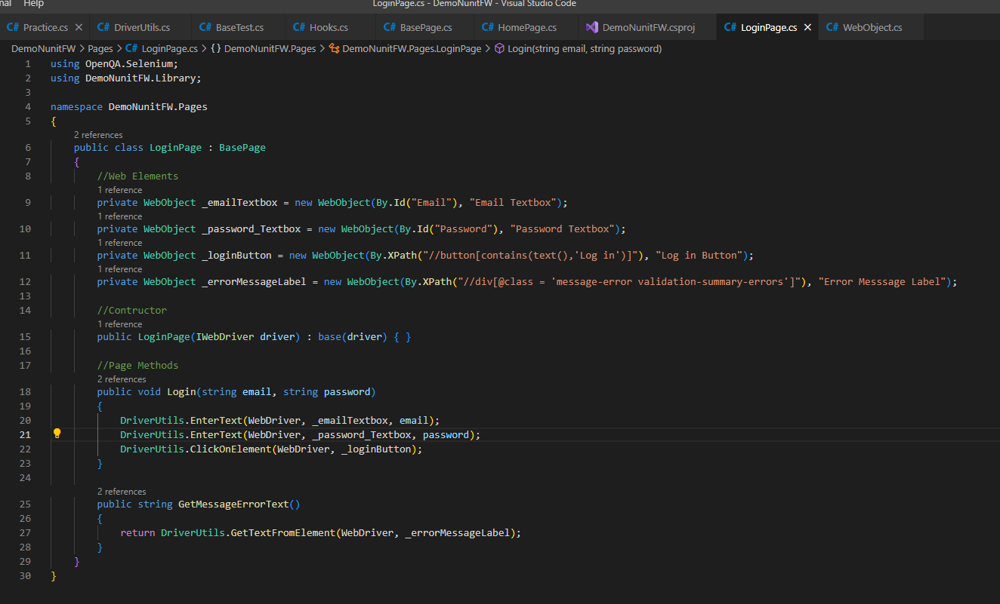 nal Help LoginPage.cs - DemoNunitFW - Visual Studio Code
C# Practice.cs C# DriverUtils.cs C# BaseTest.cs C# Hooks.cs C# BasePage.cs C# HomePage.cs DemoNunitFW.csproj C# LoginPage.cs C# WebObject.cs
DemoNunitFW > Pages > C# LoginPage.cs > {} DemoNunitFW.Pages > DemoNunitFW.Pages.LoginPage > Login(string email, string password)
1 using OpenQA.Selenium;
2 using DemoNunitFW.Library;
3
4 namespace DemoNunitFW.Pages
5 {
2 references
6 public class LoginPage : BasePage
7 {
8 //Web Elements
1 reference
9 private WebObject _emailTextbox = new WebObject(By.Id("Email"), "Email Textbox");
1 reference
10 private WebObject _password_Textbox = new WebObject(By.Id("Password"), "Password Textbox");
1 reference
11 private WebObject _loginButton = new WebObject(By.XPath("//button[contains(text(),'Log in')]"), "Log in Button");
1 reference
12 private WebObject _errorMessageLabel = new WebObject(By.XPath("//div[@class = 'message-error validation-summary-errors']"), "Error Messsage Label");
13
14 //Contructor
1 reference
15 public LoginPage(IWebDriver driver) : base(driver) { }
16
17 //Page Methods
2 references
18 public void Login(string email, string password)
19 {
20 DriverUtils.EnterText(WebDriver, _emailTextbox, email);
21 DriverUtils.EnterText(WebDriver, _password_Textbox, password);
22 DriverUtils.ClickOnElement(WebDriver, _loginButton);
23 }
24
2 references
25 public string GetMessageErrorText()
26 {
27 return DriverUtils.GetTextFromElement(WebDriver, _errorMessageLabel);
28 }
29 }
30 }